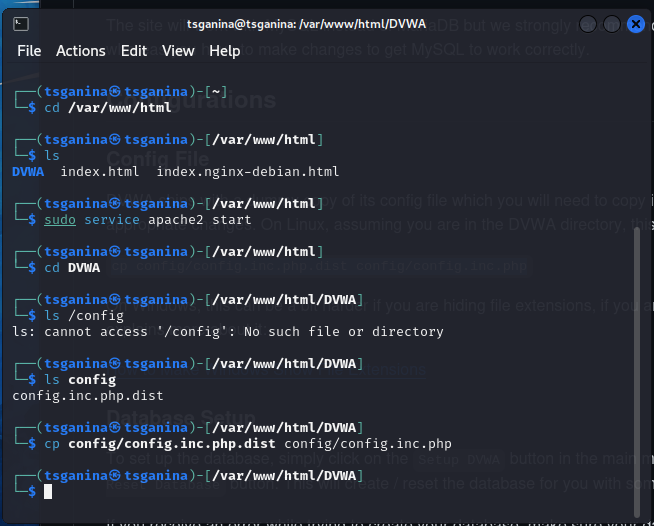 tsganina@tsganina: /var/www/html/DVWA
File Actions Edit View Help
┌──(tsganina㉿tsganina)-[~]
└─$ cd /var/www/html
┌──(tsganina㉿tsganina)-[/var/www/html]
└─$ ls
DVWA index.html index.nginx-debian.html
┌──(tsganina㉿tsganina)-[/var/www/html]
└─$ sudo service apache2 start
┌──(tsganina㉿tsganina)-[/var/www/html]
└─$ cd DVWA
┌──(tsganina㉿tsganina)-[/var/www/html/DVWA]
└─$ ls /config
ls: cannot access '/config': No such file or directory
┌──(tsganina㉿tsganina)-[/var/www/html/DVWA]
└─$ ls config
config.inc.php.dist
┌──(tsganina㉿tsganina)-[/var/www/html/DVWA]
└─$ cp config/config.inc.php.dist config/config.inc.php
┌──(tsganina㉿tsganina)-[/var/www/html/DVWA]
└─$